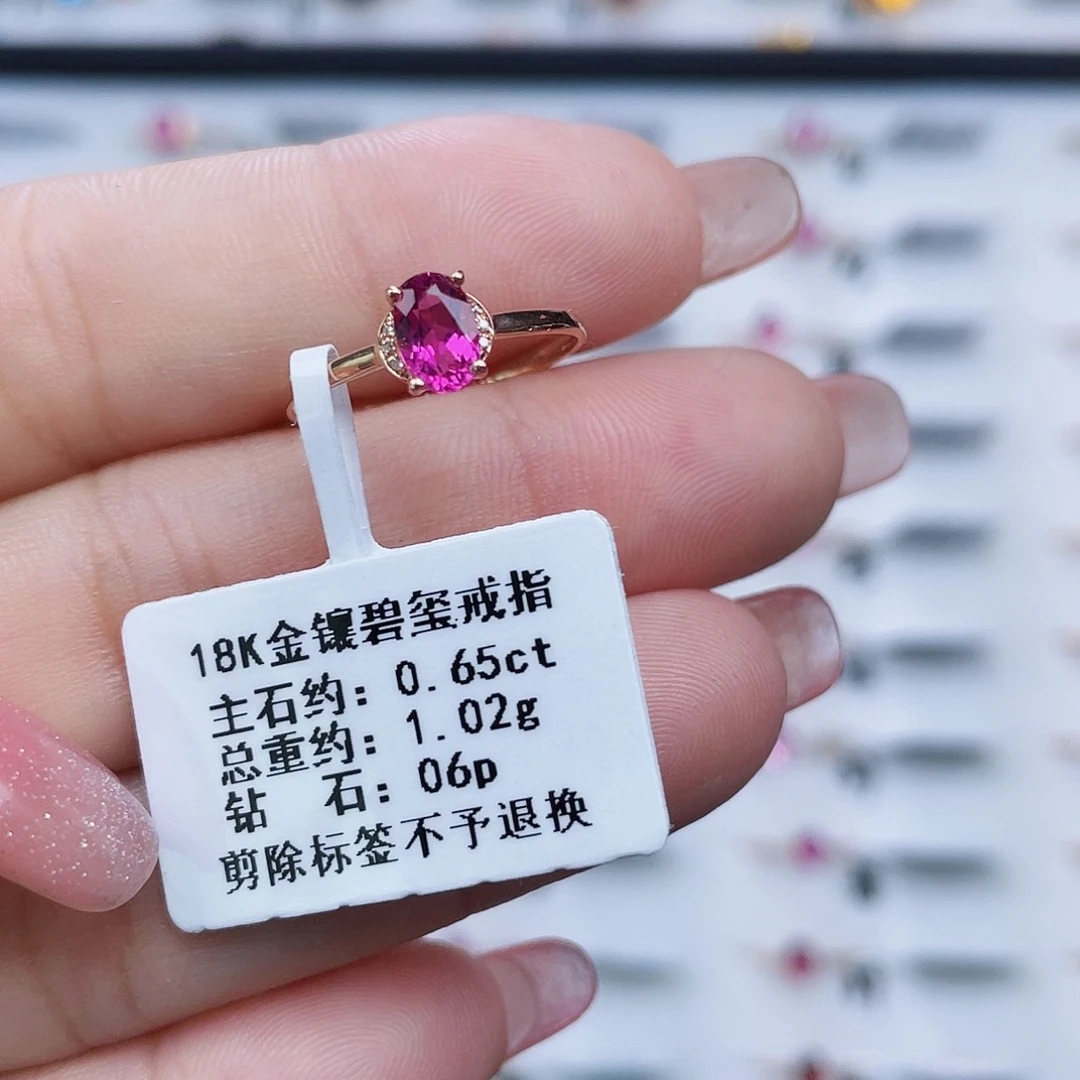 18K金镶碧玺戒指
主石约：0.65ct
总重约：1.02g
钻 石：06p
剪除标签不予退换